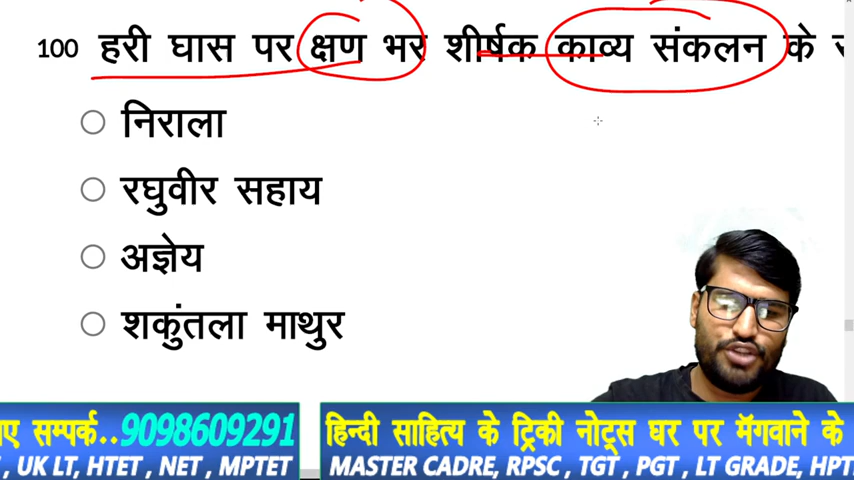 100 हरी घास पर क्षण भर शीर्षक काव्य संकलन के
निराला
रघुवीर सहाय
अज्ञेय
शकुंतला माथुर
सम्पर्क..9098609291
, UK LT, HTET , NET , MPTET
हिन्दी साहित्य के ट्रिकी नोट्स घर पर मॅगवाने के
MASTER CADRE, RPSC , TGT , PGT , LT GRADE, HPT